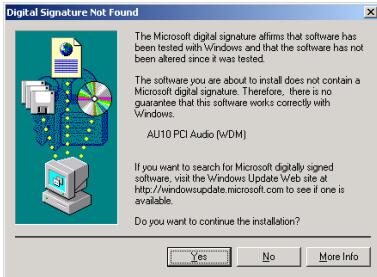 Digital Signature Not Found
The Microsoft digital signature affirms that software has
been tested with Windows and that the software has not
been altered since it was tested.
The software you are about to install does not contain a
Microsoft digital signature. Therefore, there is no
guarantee that this software works correctly with
Windows.
AU10 PCI Audio (WDM)
If you want to search for Microsoft digitally signed
software, visit the Windows Update Web site at
http://windowsupdate.microsoft.com to see if one is
available.
Do you want to continue the installation?
Yes No More Info